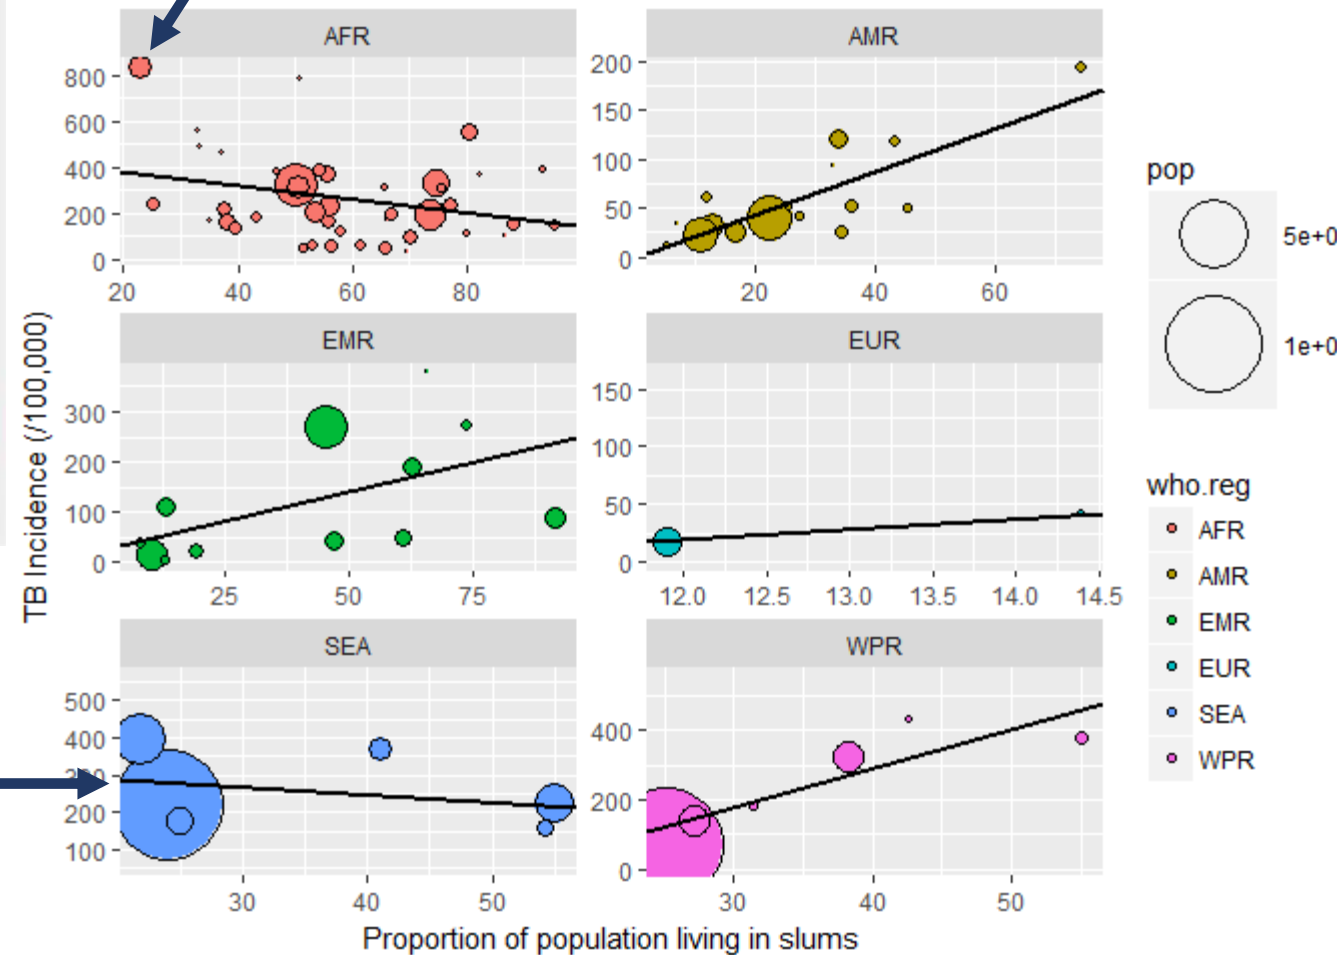 AFR
AMR
800
600
400
200
0
20 40 60 80
200
150
100
50
0
20 40 60
EMR
EUR
300
200
100
0
25 50 75
150
100
50
0
12.0 12.5 13.0 13.5 14.0 14.5
SEA
WPR
500
400
300
200
100
30 40 50
400
200
0
30 40 50
TB Incidence (/100,000)
Proportion of population living in slums
pop
5e+0
1e+0
who.reg
AFR
AMR
EMR
EUR
SEA
WPR